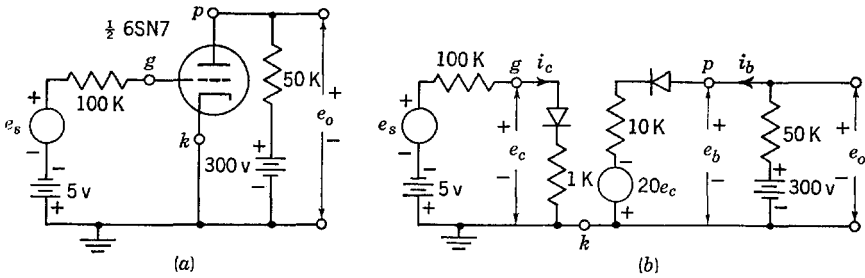 ½ 6SN7
p
g
100 K
50 K
e_s
+
−
−
+
5 v
k
300 v
+
−
+
e_o
−
(a)
100 K
g
i_c
e_s
+
−
−
+
5 v
+
e_c
−
1 K
k
10 K
−
20e_c
+
p
i_b
+
e_b
−
50 K
+
300 v
−
+
e_o
−
(b)